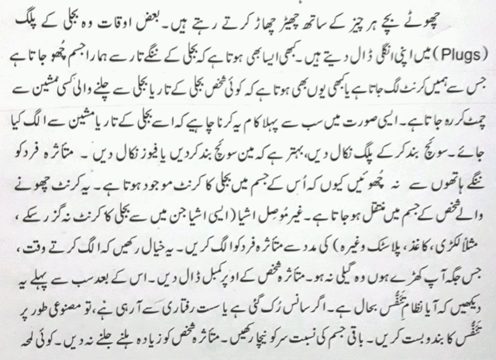 چھوٹے بچے ہر چیز کے ساتھ چھیڑ چھاڑ کرتے رہتے ہیں۔ بعض اوقات وہ بجلی کے پلگ
(Plugs) میں اپنی انگلی ڈال دیتے ہیں۔ کبھی ایسا بھی ہوتا ہے کہ بجلی کے ننگے تار سے ہمارا جسم چھو جاتا ہے
جس سے ہمیں کرنٹ لگ جاتا ہے یا کبھی یوں بھی ہوتا ہے کہ کوئی شخص بجلی کے تار یا بجلی سے چلنے والی کسی مشین سے
چمٹ کر رہ جاتا ہے۔ ایسی صورت میں سب سے پہلا کام یہ کرنا چاہیے کہ اسے بجلی کے تار یا مشین سے الگ کیا
جائے۔ سوئچ بند کر کے پلگ نکال دیں، بہتر ہے کہ مین سوئچ بند کر دیں یا فیوز نکال دیں۔ متاثرہ فرد کو
ننگے ہاتھوں سے نہ چھوئیں کیوں کہ اُس کے جسم میں بجلی کا کرنٹ موجود ہوتا ہے۔ یہ کرنٹ چھونے
والے شخص کے جسم میں منتقل ہو جاتا ہے۔ غیر مُوصِل اشیا (ایسی اشیا جن میں سے بجلی کا کرنٹ نہ گزر سکے،
مثلاً لکڑی، کاغذ، پلاسٹک وغیرہ) کی مدد سے متاثرہ فرد کو الگ کریں۔ یہ خیال رکھیں کہ الگ کرتے وقت،
جس جگہ آپ کھڑے ہوں وہ گیلی نہ ہو۔ متاثرہ شخص کے اوپر کمبل ڈال دیں۔ اس کے بعد سب سے پہلے یہ
دیکھیں کہ آیا نظامِ تَنَفُّس بحال ہے۔ اگر سانس رُک گئی ہے یا سست رفتاری سے آ رہی ہے، تو مصنوعی طور پر
تَنَفُّس کا بندوبست کریں۔ باقی جسم کی نسبت سر کو نیچا رکھیں۔ متاثرہ شخص کو زیادہ ہلنے جلنے نہ دیں۔ کوئی لمحہ